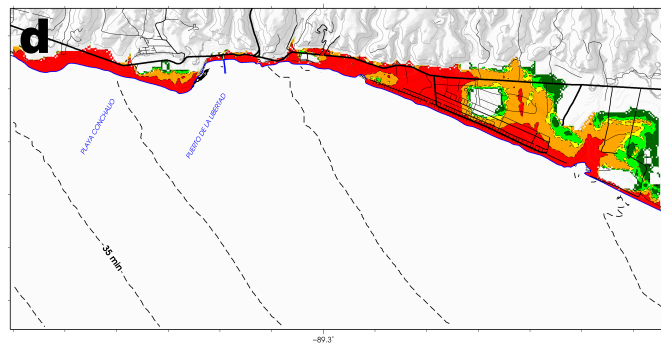 d
PLAYA CONCHALIO
PUERTO DE LA LIBERTAD
35 min
-89.3°